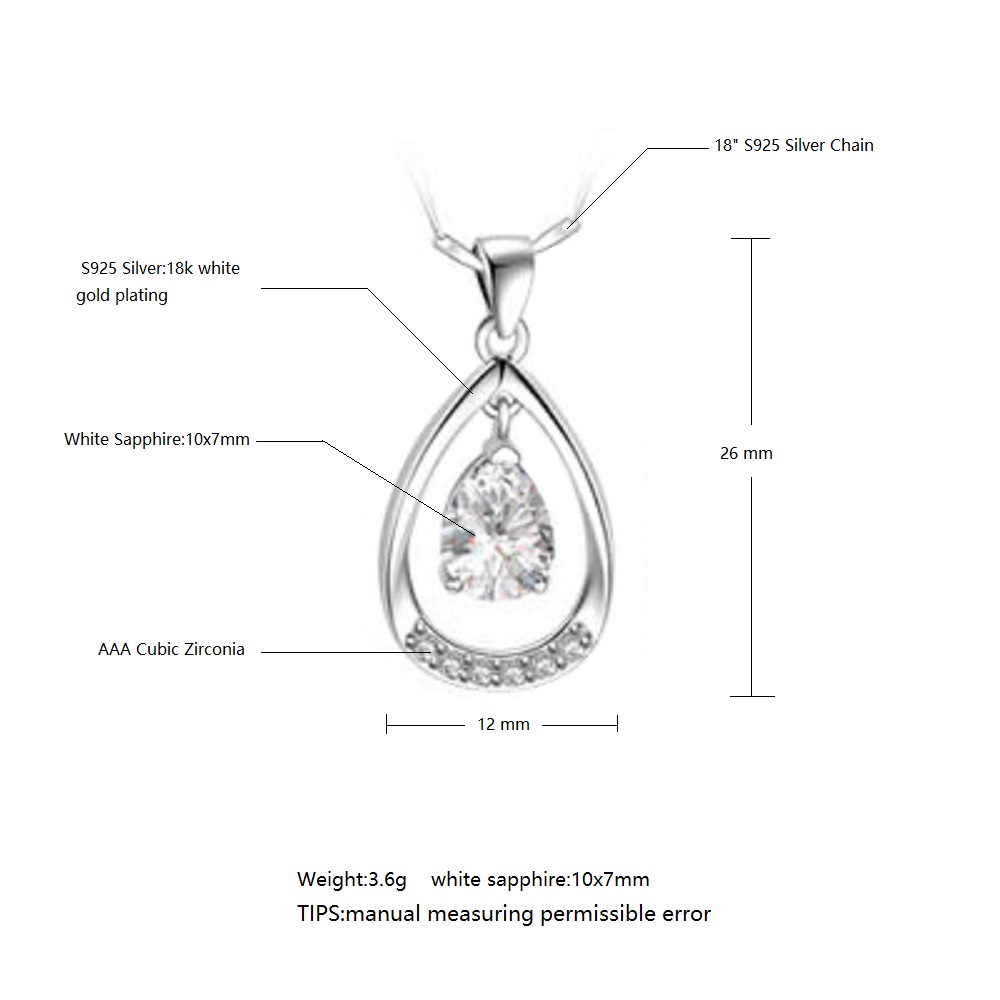 18" S925 Silver Chain
S925 Silver:18k white
gold plating
White Sapphire:10x7mm
26 mm
AAA Cubic Zirconia
12 mm
Weight:3.6g white sapphire:10x7mm
TIPS:manual measuring permissible error